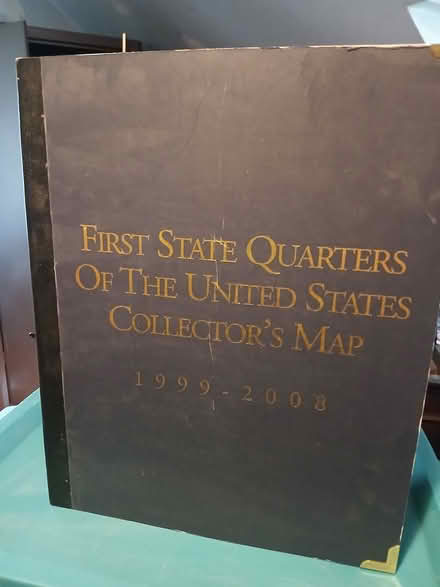 FIRST STATE QUARTERS
OF THE UNITED STATES
COLLECTOR'S MAP
1999-2008